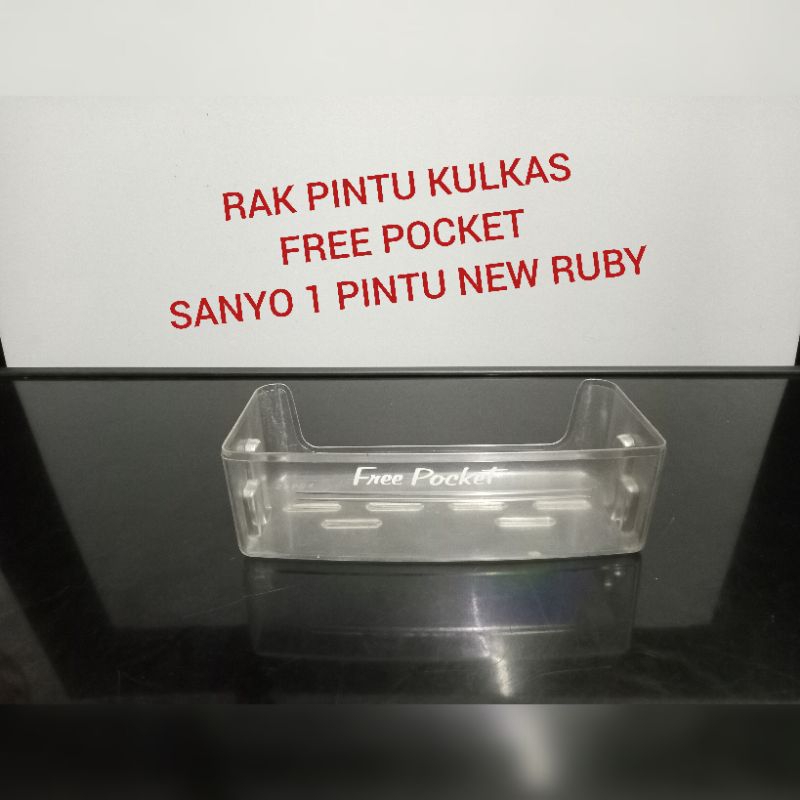 RAK PINTU KULKAS
FREE POCKET
SANYO 1 PINTU NEW RUBY
Free Pocket